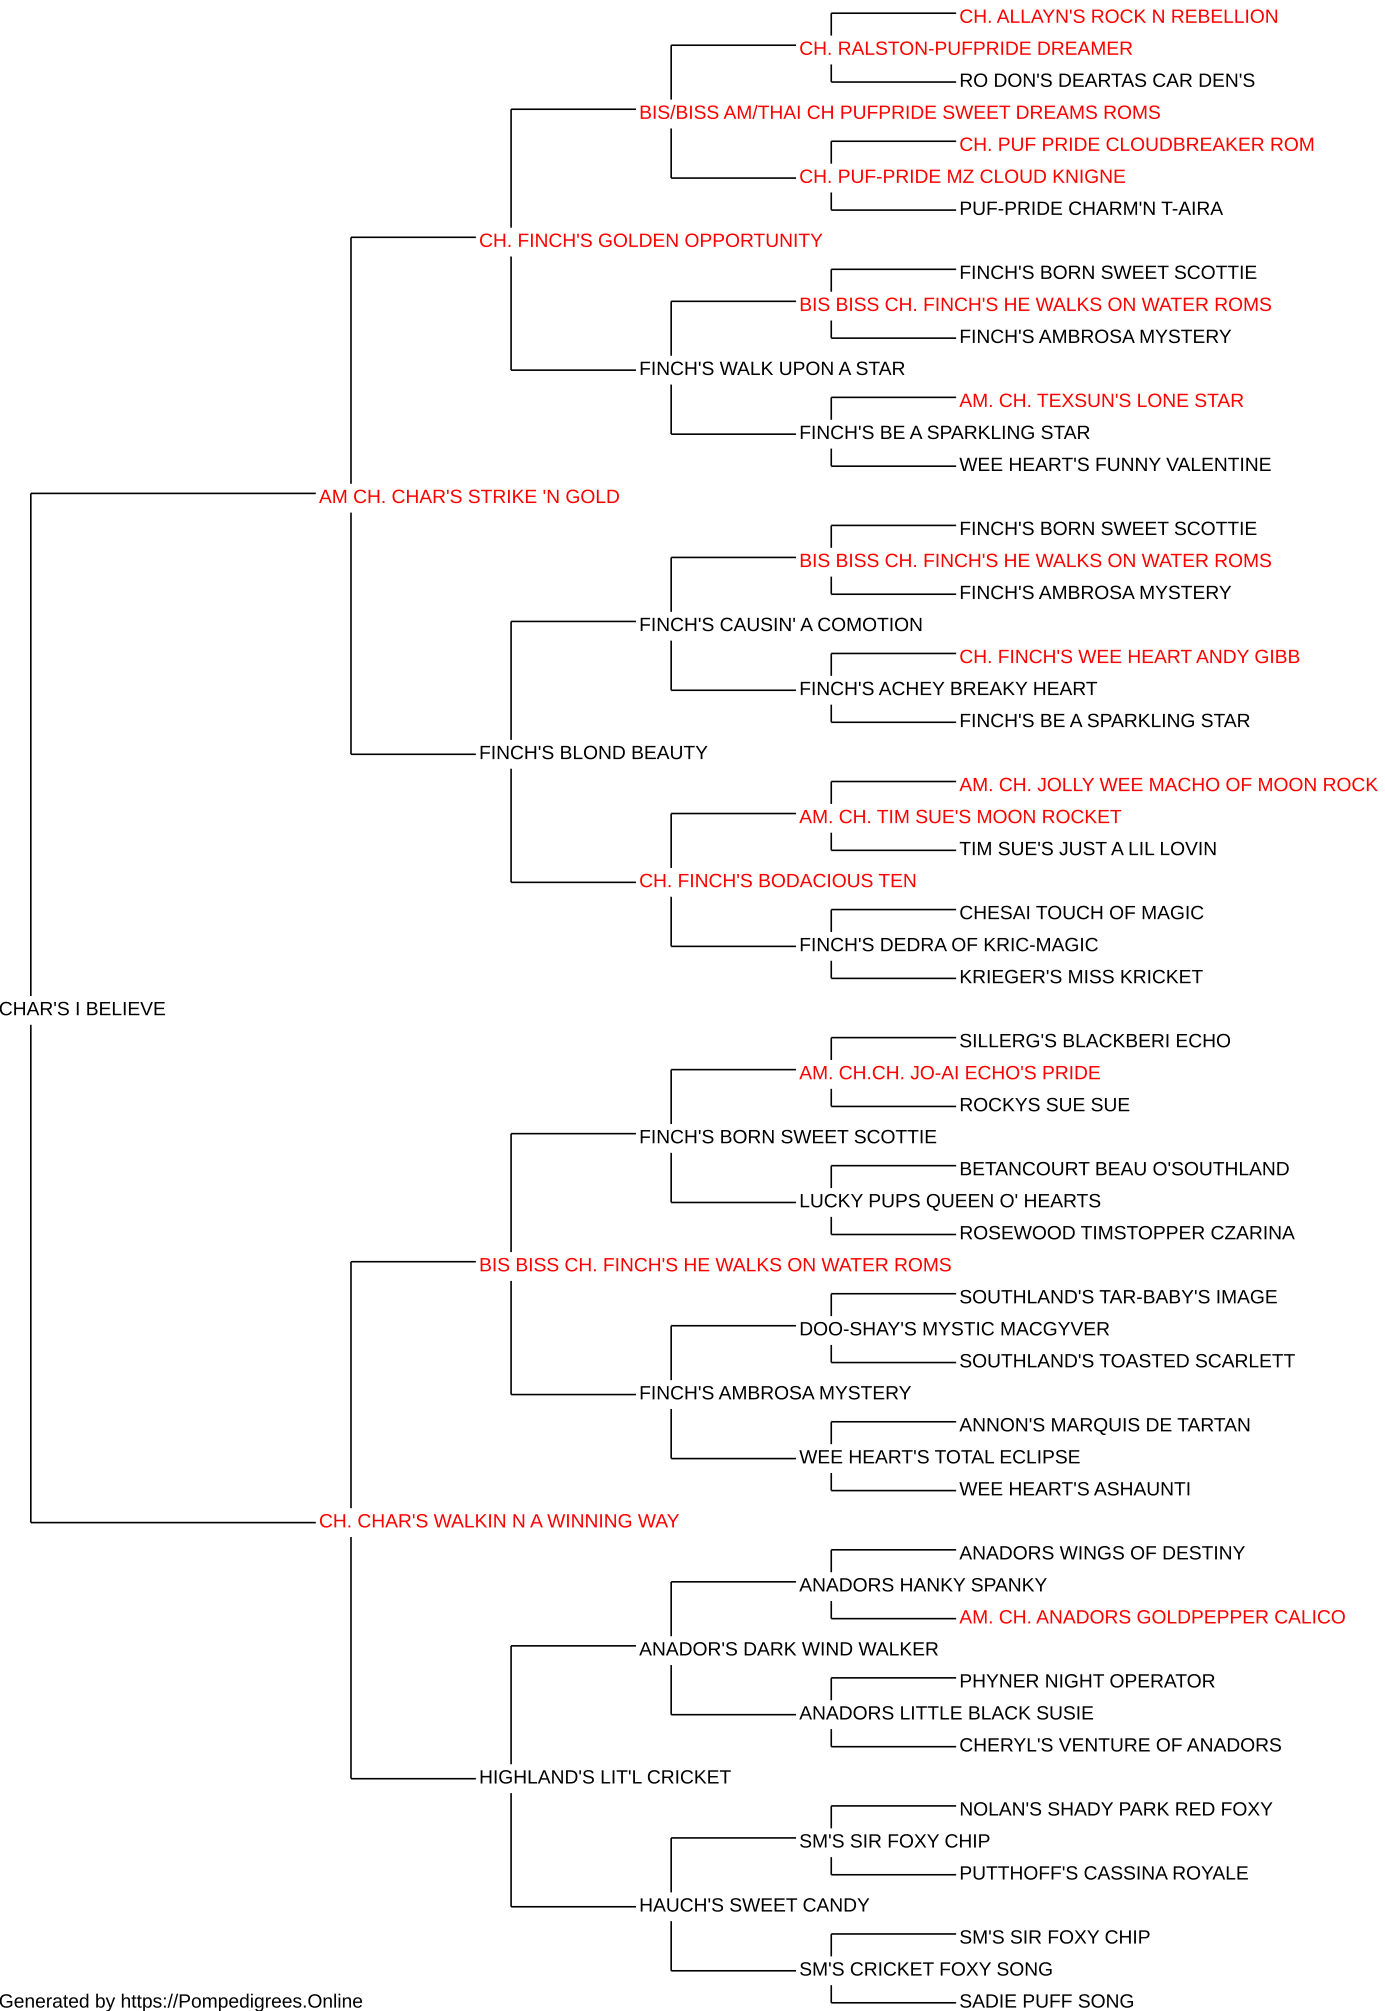 CH. ALLAYN'S ROCK N REBELLION
CH. RALSTON-PUFPRIDE DREAMER
RO DON'S DEARTAS CAR DEN'S
BIS/BISS AM/THAI CH PUFPRIDE SWEET DREAMS ROMS
CH. PUF PRIDE CLOUDBREAKER ROM
CH. PUF-PRIDE MZ CLOUD KNIGNE
PUF-PRIDE CHARM'N T-AIRA
CH. FINCH'S GOLDEN OPPORTUNITY
FINCH'S BORN SWEET SCOTTIE
BIS BISS CH. FINCH'S HE WALKS ON WATER ROMS
FINCH'S AMBROSA MYSTERY
FINCH'S WALK UPON A STAR
AM. CH. TEXSUN'S LONE STAR
FINCH'S BE A SPARKLING STAR
WEE HEART'S FUNNY VALENTINE
AM CH. CHAR'S STRIKE 'N GOLD
FINCH'S BORN SWEET SCOTTIE
BIS BISS CH. FINCH'S HE WALKS ON WATER ROMS
FINCH'S AMBROSA MYSTERY
FINCH'S CAUSIN' A COMOTION
CH. FINCH'S WEE HEART ANDY GIBB
FINCH'S ACHEY BREAKY HEART
FINCH'S BE A SPARKLING STAR
FINCH'S BLOND BEAUTY
AM. CH. JOLLY WEE MACHO OF MOON ROCK
AM. CH. TIM SUE'S MOON ROCKET
TIM SUE'S JUST A LIL LOVIN
CH. FINCH'S BODACIOUS TEN
CHESAI TOUCH OF MAGIC
FINCH'S DEDRA OF KRIC-MAGIC
KRIEGER'S MISS KRICKET
CHAR'S I BELIEVE
SILLERG'S BLACKBERI ECHO
AM. CH.CH. JO-AI ECHO'S PRIDE
ROCKYS SUE SUE
FINCH'S BORN SWEET SCOTTIE
BETANCOURT BEAU O'SOUTHLAND
LUCKY PUPS QUEEN O' HEARTS
ROSEWOOD TIMSTOPPER CZARINA
BIS BISS CH. FINCH'S HE WALKS ON WATER ROMS
SOUTHLAND'S TAR-BABY'S IMAGE
DOO-SHAY'S MYSTIC MACGYVER
SOUTHLAND'S TOASTED SCARLETT
FINCH'S AMBROSA MYSTERY
ANNON'S MARQUIS DE TARTAN
WEE HEART'S TOTAL ECLIPSE
WEE HEART'S ASHAUNTI
CH. CHAR'S WALKIN N A WINNING WAY
ANADORS WINGS OF DESTINY
ANADORS HANKY SPANKY
AM. CH. ANADORS GOLDPEPPER CALICO
ANADOR'S DARK WIND WALKER
PHYNER NIGHT OPERATOR
ANADORS LITTLE BLACK SUSIE
CHERYL'S VENTURE OF ANADORS
HIGHLAND'S LIT'L CRICKET
NOLAN'S SHADY PARK RED FOXY
SM'S SIR FOXY CHIP
PUTTHOFF'S CASSINA ROYALE
HAUCH'S SWEET CANDY
SM'S SIR FOXY CHIP
SM'S CRICKET FOXY SONG
SADIE PUFF SONG
Generated by https://Pompedigrees.Online